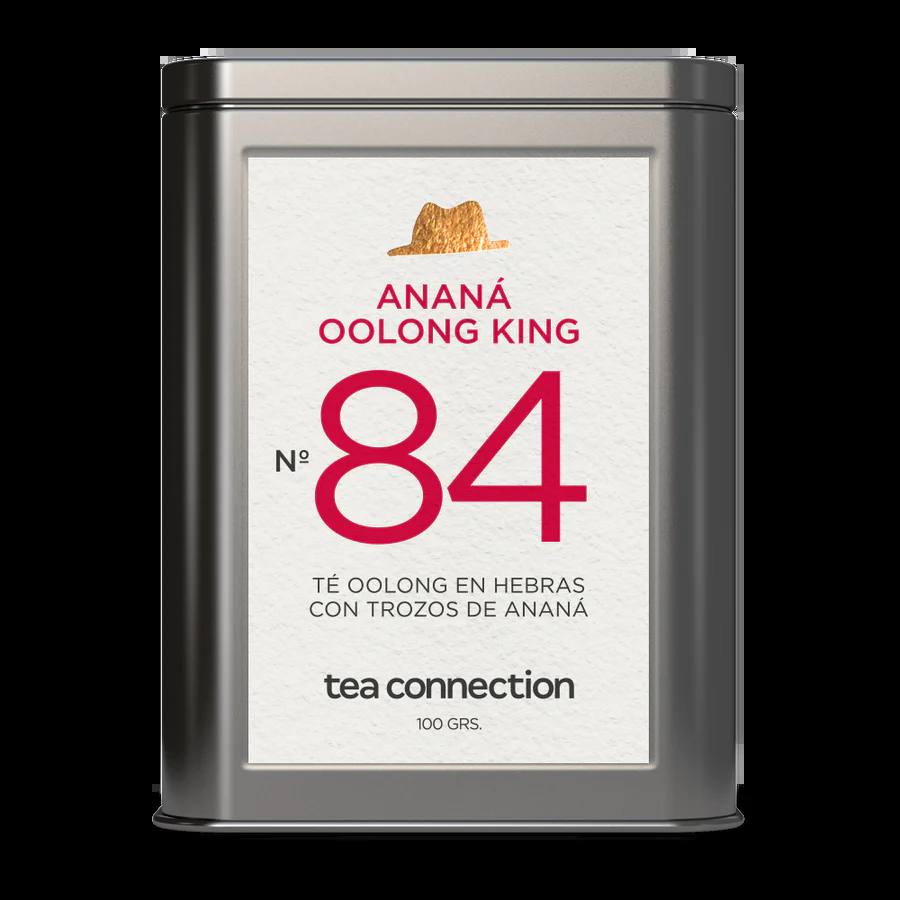 ANANÁ
OOLONG KING
Nº 84
TÉ OOLONG EN HEBRAS
CON TROZOS DE ANANÁ
tea connection
100 GRS.